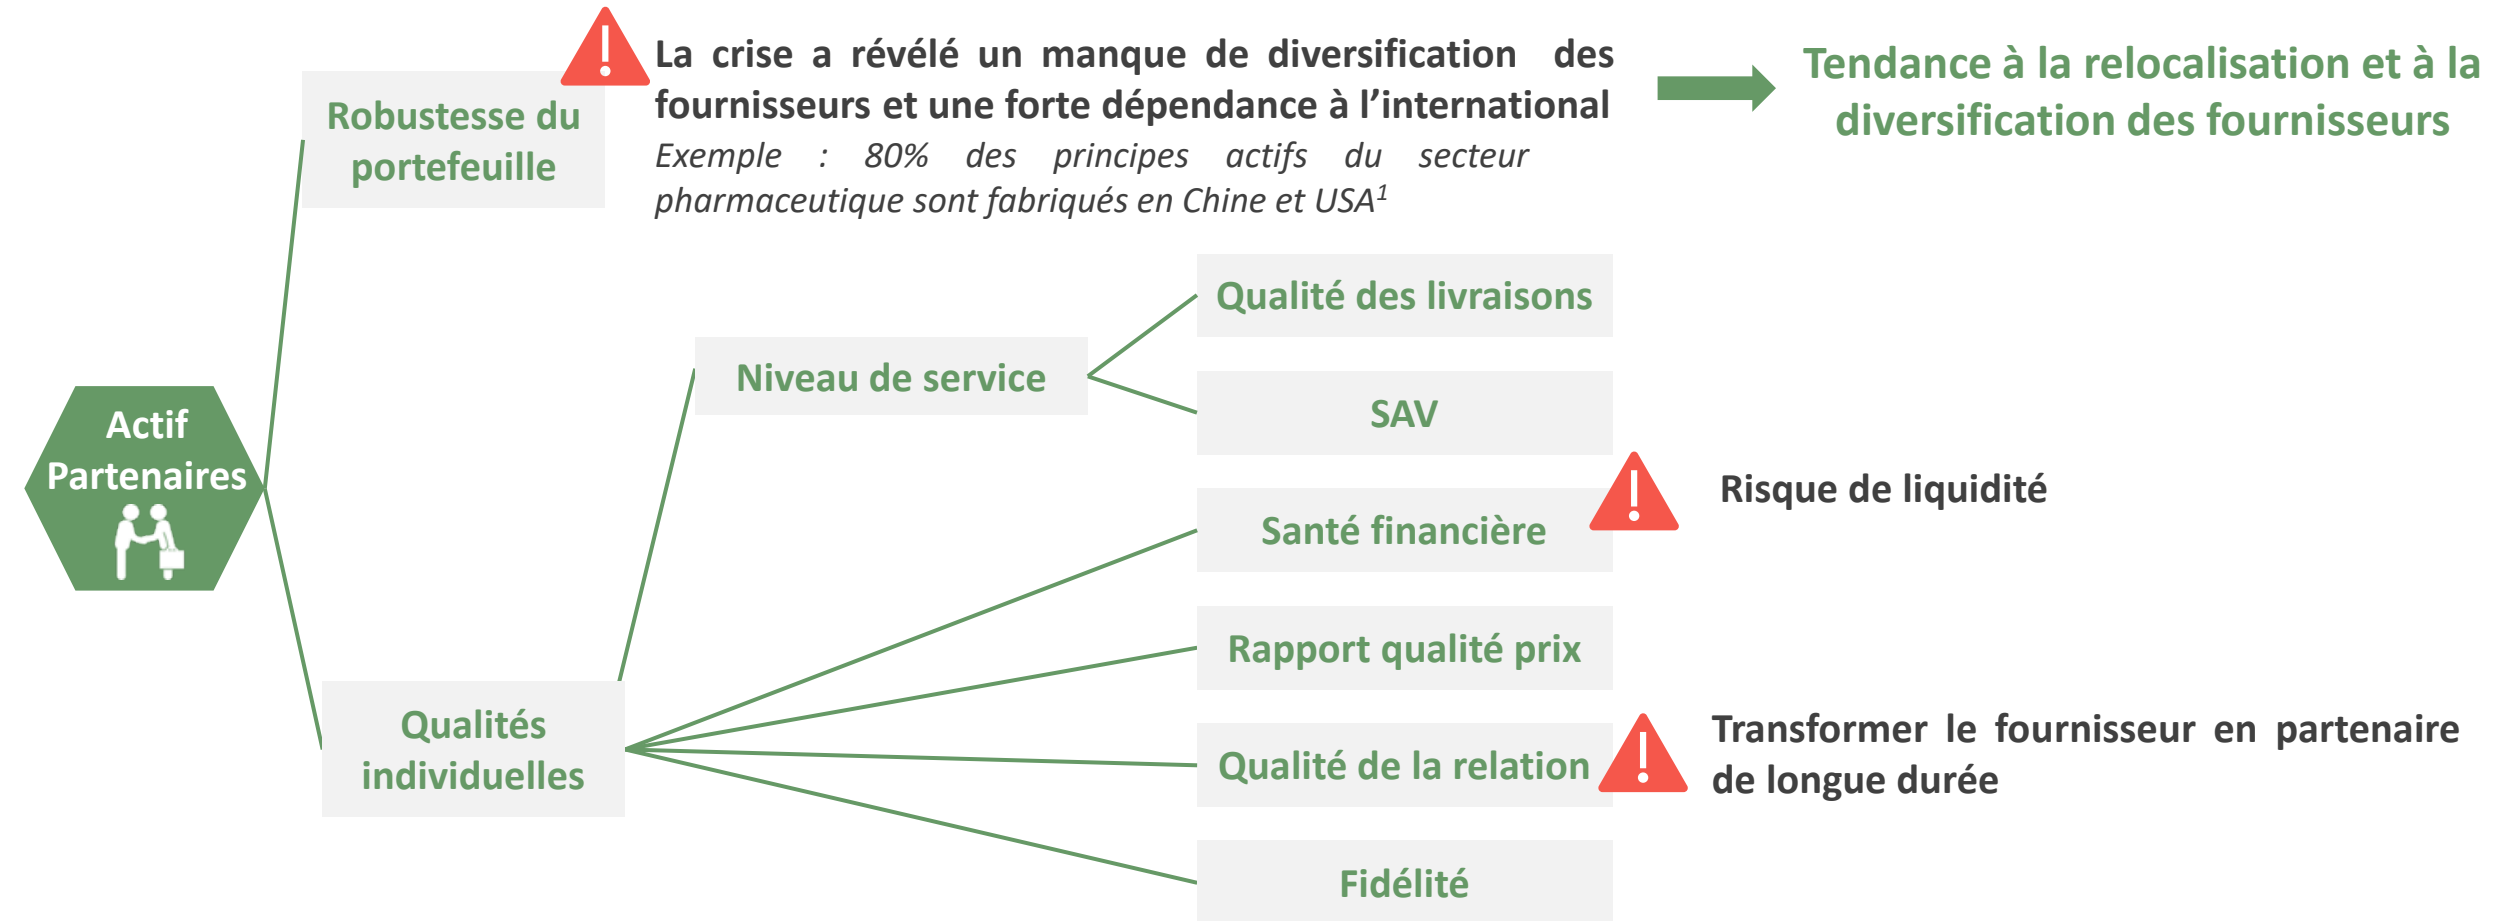 La crise a révélé un manque de diversification des
fournisseurs et une forte dépendance à l’international
Exemple : 80% des principes actifs du secteur
pharmaceutique sont fabriqués en Chine et USA¹
Tendance à la relocalisation et à la
diversification des fournisseurs
Robustesse du
portefeuille
Qualité des livraisons
Niveau de service
SAV
Actif
Partenaires
Santé financière
Risque de liquidité
Rapport qualité prix
Qualités
individuelles
Qualité de la relation
Transformer le fournisseur en partenaire
de longue durée
Fidélité